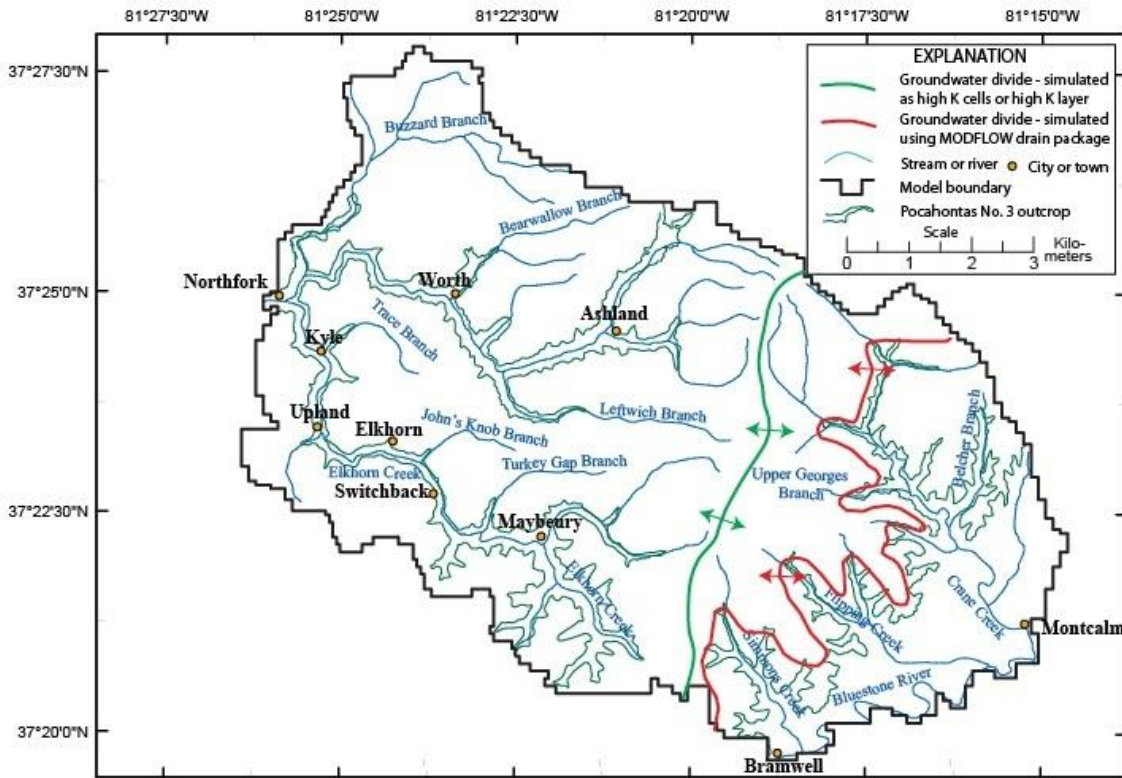 81°27'30"W 81°25'0"W 81°22'30"W 81°20'0"W 81°17'30"W 81°15'0"W
37°27'30"N
37°25'0"N
37°22'30"N
37°20'0"N
EXPLANATION
Groundwater divide - simulated
as high K cells or high K layer
Groundwater divide - simulated
using MODFLOW drain package
Stream or river City or town
Model boundary
Pocahontas No. 3 outcrop
Scale
Kilo-
meters
0 1 2 3
Buzzard Branch
Bearwallow Branch
Northfork
Worth
Trace Branch
Ashland
Kyle
Leftwich Branch
Upland
Elkhorn
John's Knob Branch
Belcher Branch
Elkhorn Creek
Turkey Gap Branch
Upper Georges
Branch
Switchback
Maybeury
Elkhorn Creek
Flipping Creek
Crane Creek
Montcalm
Simmons Creek
Bluestone River
Bramwell